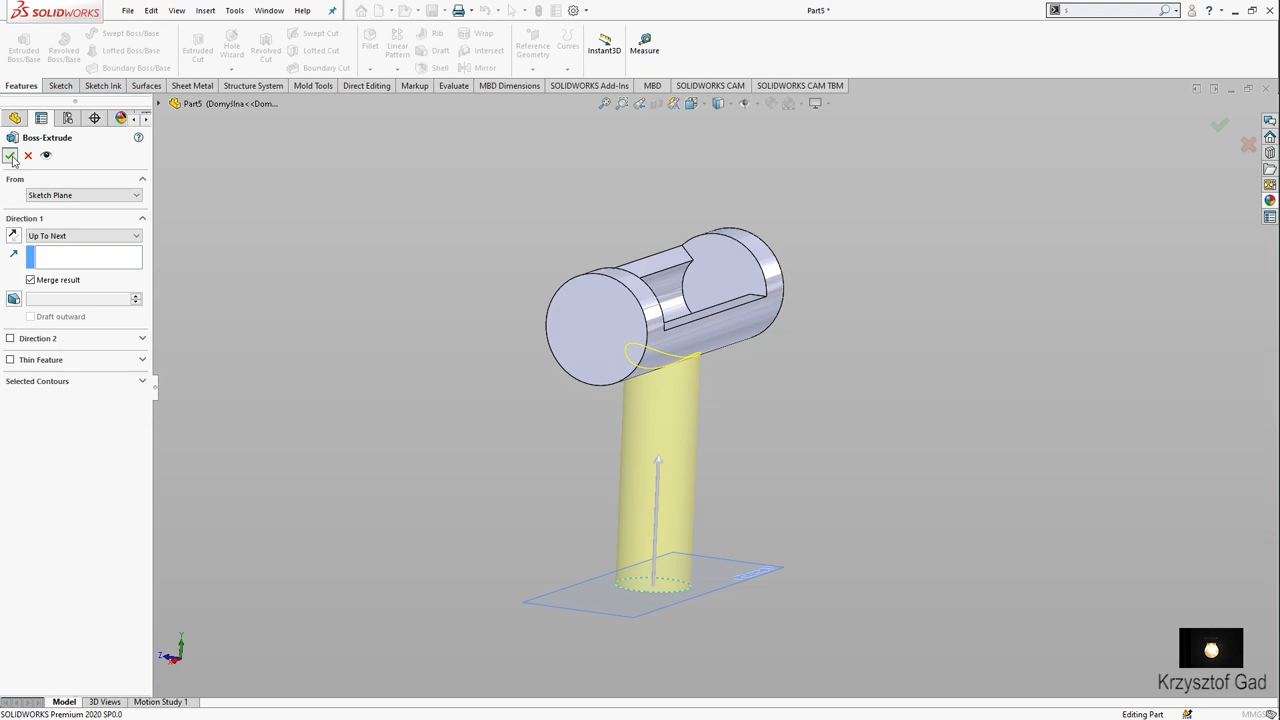 SOLIDWORKS File Edit View Insert Tools Window Help Part5 * s
Extruded Boss/Base Revolved Boss/Base Swept Boss/Base Lofted Boss/Base Boundary Boss/Base Extruded Cut Hole Wizard Revolved Cut Swept Cut Lofted Cut Boundary Cut Fillet Linear Pattern Rib Draft Shell Wrap Intersect Mirror Reference Geometry Curves Instant3D Measure
Features Sketch Sketch Ink Surfaces Sheet Metal Structure System Mold Tools Direct Editing Markup Evaluate MBD Dimensions SOLIDWORKS Add-Ins MBD SOLIDWORKS CAM SOLIDWORKS CAM TBM
Part5 (Domyślna< <Dom...
Boss-Extrude
From
Sketch Plane
Direction 1
Up To Next
Merge result
Draft outward
Direction 2
Thin Feature
Selected Contours
Y
Z
Krzysztof Gad
Model 3D Views Motion Study 1
SOLIDWORKS Premium 2020 SP0.0 Editing Part MMGS